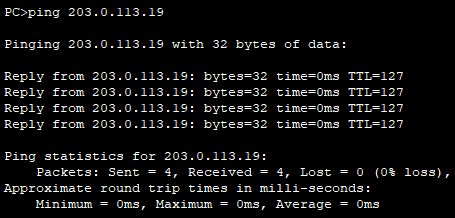 PC>ping 203.0.113.19
Pinging 203.0.113.19 with 32 bytes of data:
Reply from 203.0.113.19: bytes=32 time=0ms TTL=127
Reply from 203.0.113.19: bytes=32 time=0ms TTL=127
Reply from 203.0.113.19: bytes=32 time=0ms TTL=127
Reply from 203.0.113.19: bytes=32 time=0ms TTL=127
Ping statistics for 203.0.113.19:
    Packets: Sent = 4, Received = 4, Lost = 0 (0% loss),
Approximate round trip times in milli-seconds:
    Minimum = 0ms, Maximum = 0ms, Average = 0ms